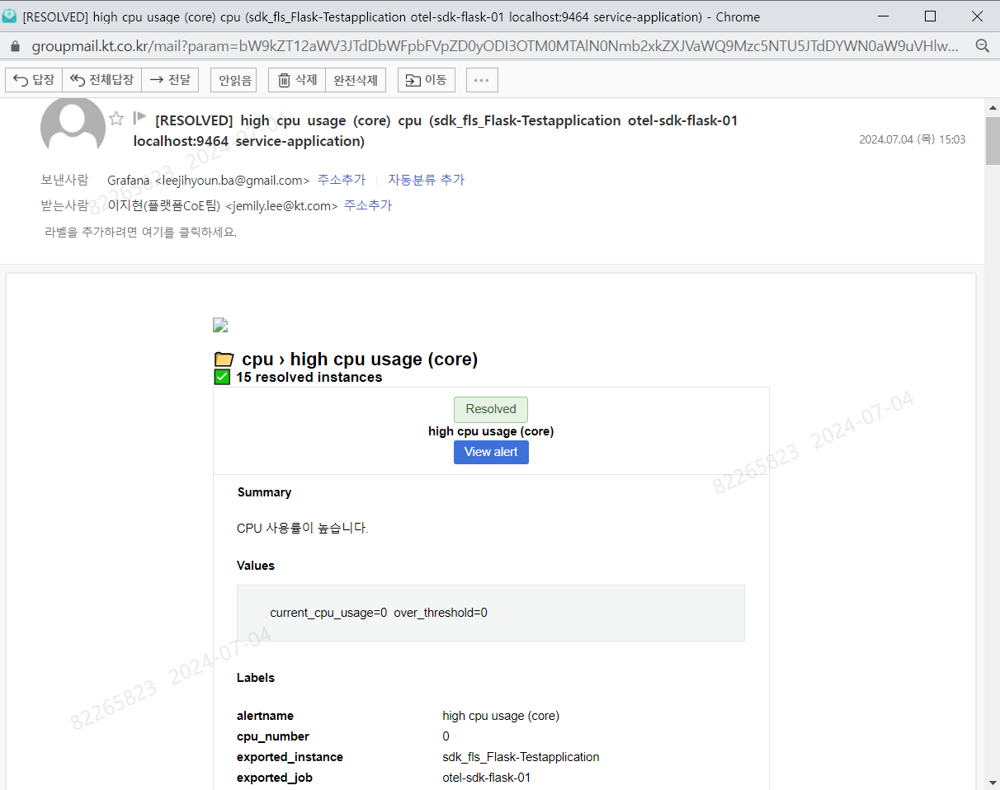 [RESOLVED] high cpu usage (core) cpu (sdk_fls_Flask-Testapplication otel-sdk-flask-01 localhost:9464 service-application) - Chrome
groupmail.kt.co.kr/mail?param=bW9kZT12aWV3JTdDbWFpbFVpZD0yODI3OTM0MTAlN0Nmb2xkZXJVaWQ9Mzc5NTU5JTdDYWN0aW9uVHlw...
답장 전체답장 전달 안읽음 삭제 완전삭제 이동 ...
[RESOLVED] high cpu usage (core) cpu (sdk_fls_Flask-Testapplication otel-sdk-flask-01
localhost:9464 service-application)
2024.07.04 (목) 15:03
보낸사람 Grafana <leejihyoun.ba@gmail.com> 주소추가 자동분류 추가
받는사람 이지현(플랫폼CoE팀) <jemily.lee@kt.com> 주소추가
라벨을 추가하려면 여기를 클릭하세요.
82265823 2024-07-04
cpu › high cpu usage (core)
15 resolved instances
Resolved
high cpu usage (core)
View alert
82265823 2024-07-04
Summary
CPU 사용률이 높습니다.
Values
current_cpu_usage=0 over_threshold=0
82265823 2024-07-04
Labels
alertname high cpu usage (core)
cpu_number 0
exported_instance sdk_fls_Flask-Testapplication
exported_job otel-sdk-flask-01